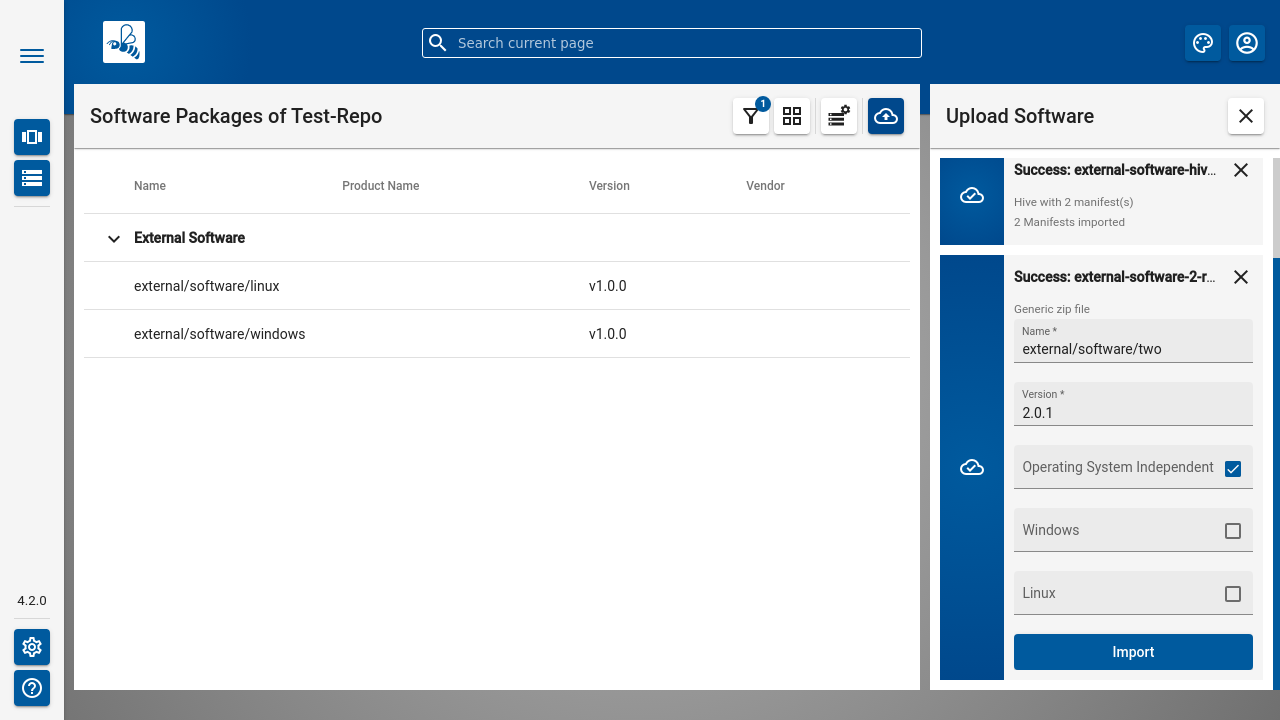 Search current page
Software Packages of Test-Repo
1
Upload Software
Name Product Name Version Vendor
External Software
external/software/linux v1.0.0
external/software/windows v1.0.0
Success: external-software-hiv...
Hive with 2 manifest(s)
2 Manifests imported
Success: external-software-2-r...
Generic zip file
Name *
external/software/two
Version *
2.0.1
Operating System Independent
Windows
Linux
Import
4.2.0